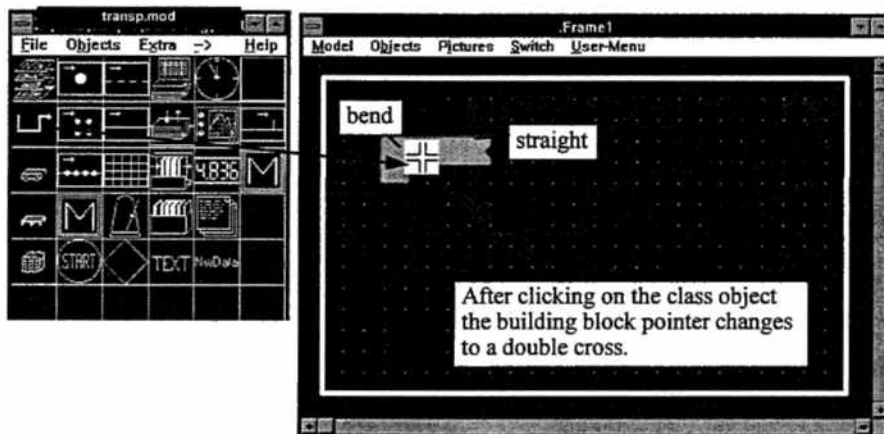 transp.mod
File Objects Extra -> Help
4.836
M
M
START
TEXT
NwData
.Frame1
Model Objects Pictures Switch User-Menu
bend
straight
After clicking on the class object
the building block pointer changes
to a double cross.